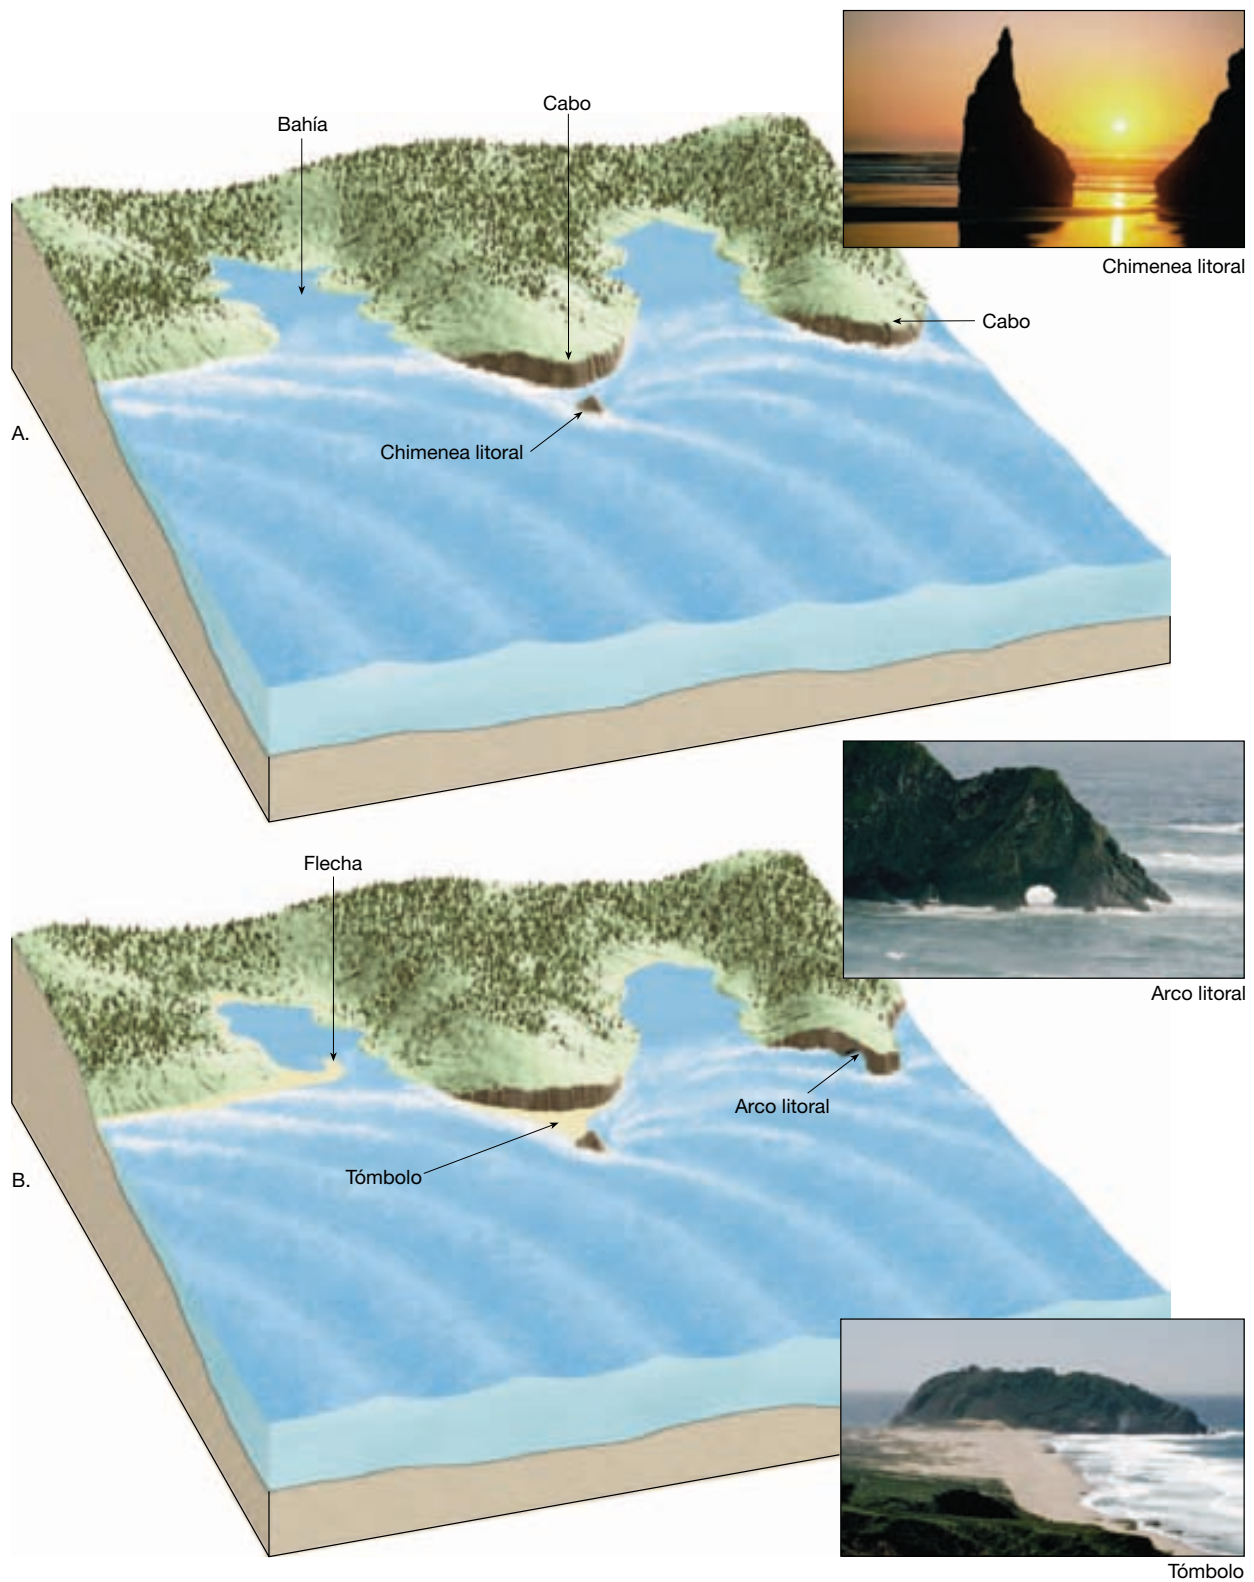 Cabo
Bahía
Chimenea litoral
Cabo
A.
Chimenea litoral
Flecha
Arco litoral
Arco litoral
Tómbolo
B.
Tómbolo